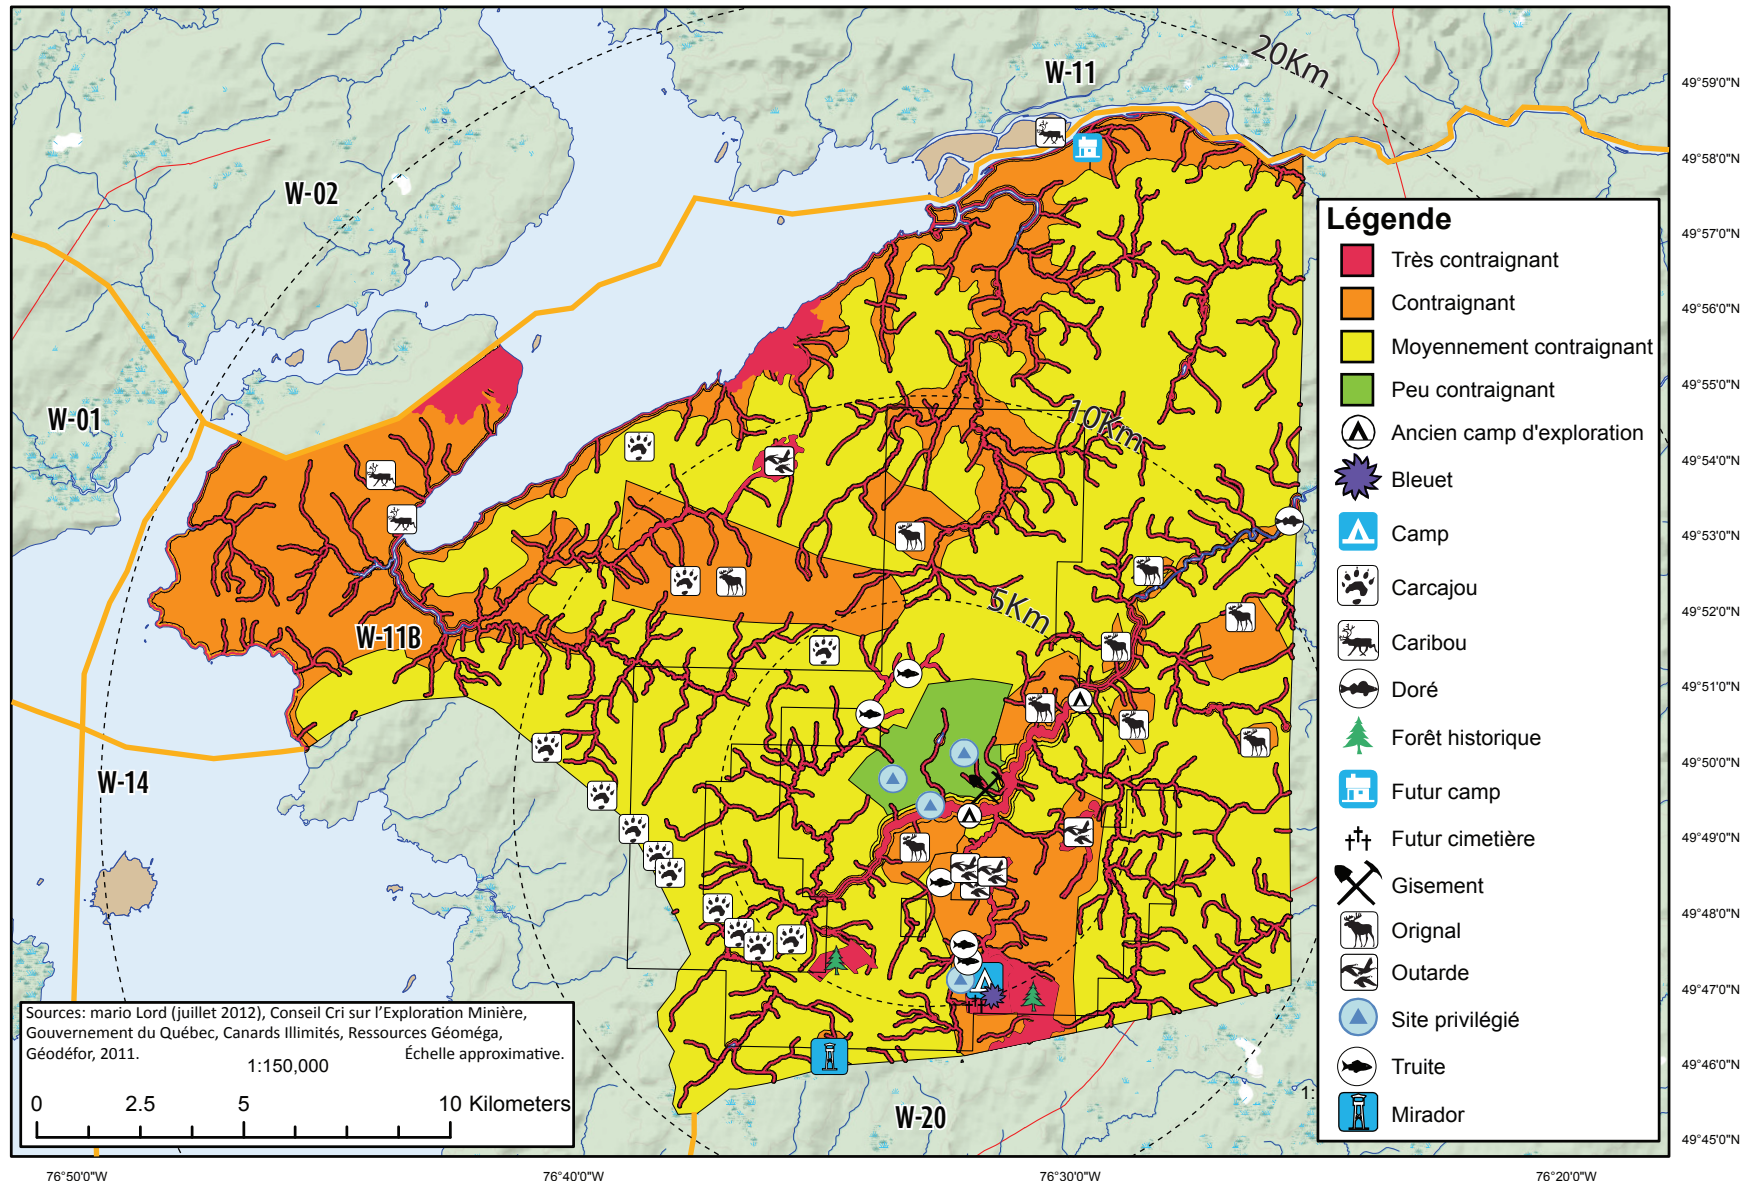 20Km
W-11
W-02
W-01
10Km
5Km
W-11B
W-14
W-20
49°59'0"N
49°58'0"N
49°57'0"N
49°56'0"N
49°55'0"N
49°54'0"N
49°53'0"N
49°52'0"N
49°51'0"N
49°50'0"N
49°49'0"N
49°48'0"N
49°47'0"N
49°46'0"N
49°45'0"N
Légende
Très contraignant
Contraignant
Moyennement contraignant
Peu contraignant
Ancien camp d'exploration
Bleuet
Camp
Carcajou
Caribou
Doré
Forêt historique
Futur camp
Futur cimetière
Gisement
Orignal
Outarde
Site privilégié
Truite
Mirador
1:
Sources: mario Lord (juillet 2012), Conseil Cri sur l'Exploration Minière,
Gouvernement du Québec, Canards Illimités, Ressources Géoméga,
Géodéfor, 2011.
Échelle approximative.
1:150,000
0 2.5 5 10 Kilometers
76°50'0"W 76°40'0"W 76°30'0"W 76°20'0"W